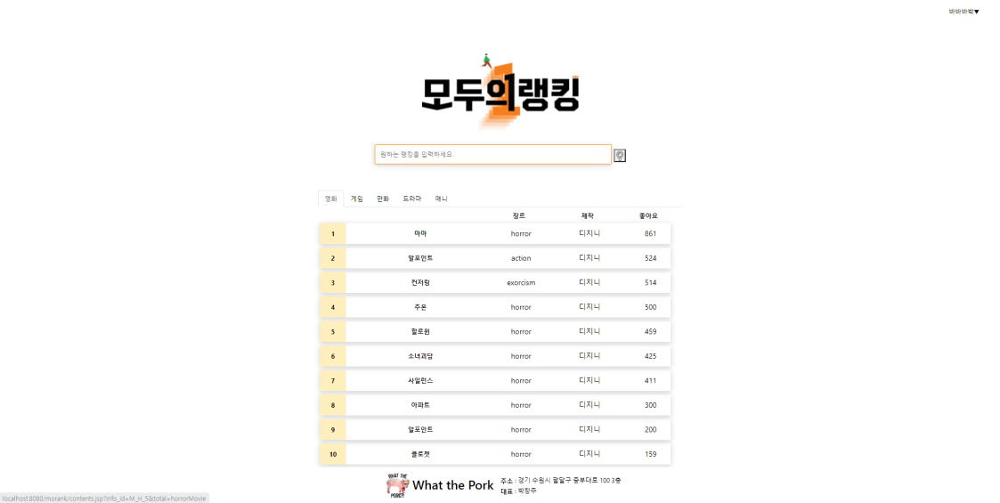 바바바박▼
모두의랭킹
원하는 랭킹을 입력하세요
영화 게임 만화 드라마 애니
장르 제작 좋아요
1 마마 horror 디지니 861
2 알포인트 action 디지니 524
3 컨저링 exorcism 디지니 514
4 주온 horror 디지니 500
5 할로윈 horror 디지니 459
6 소녀괴담 horror 디지니 425
7 사일런스 horror 디지니 411
8 아파트 horror 디지니 300
9 알포인트 horror 디지니 200
10 클로젯 horror 디지니 159
WHAT THE
PORK!!
What the Pork
주소 : 경기 수원시 팔달구 중부대로 100 3층
대표 : 박장주
localhost:8080/morank/contents.jsp?info_id=M_H_5&total=horrorMovie